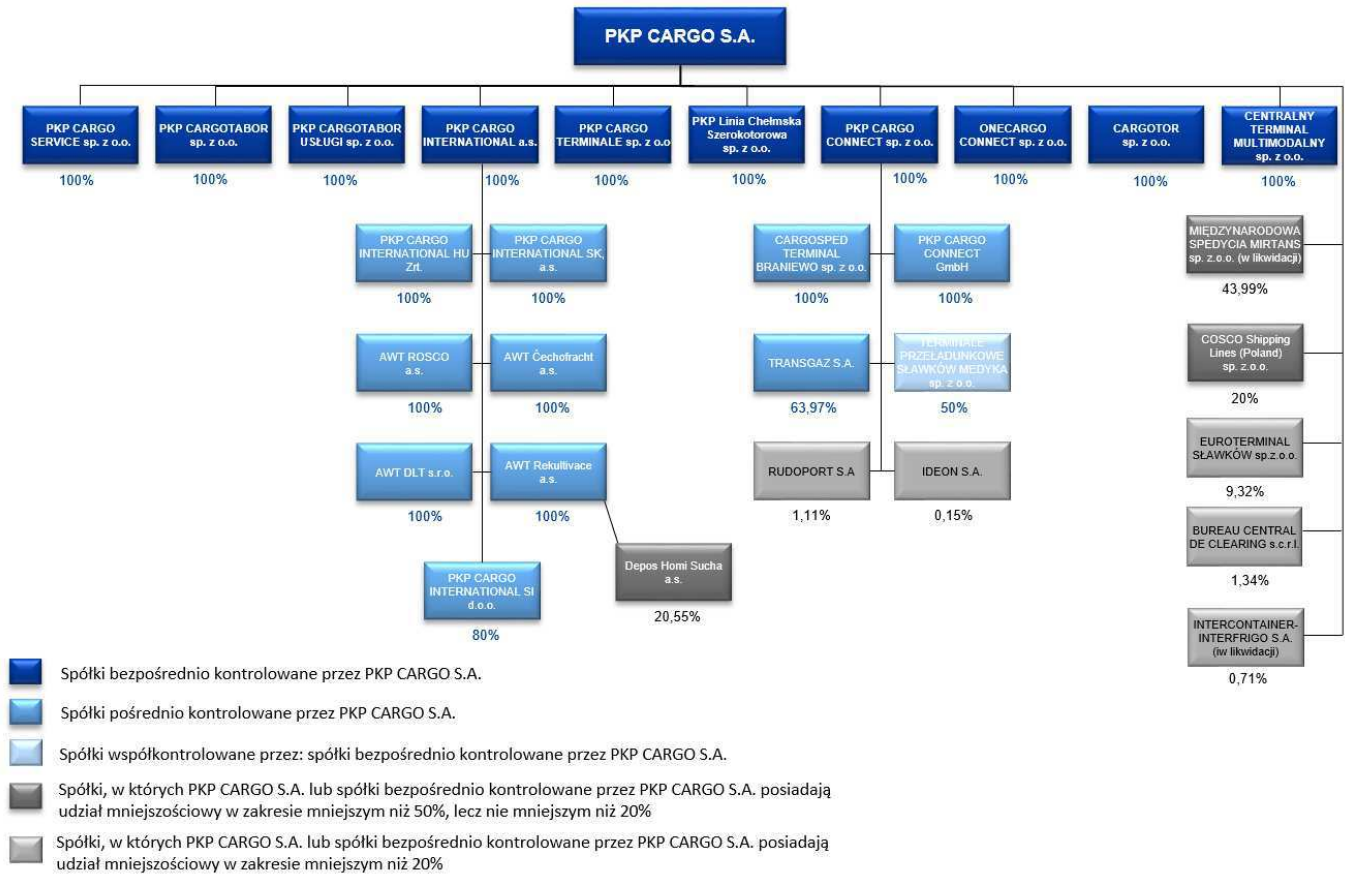 PKP CARGO S.A.
PKP CARGO
SERVICE sp. z o.o.
100%
PKP CARGOTABOR
sp. z o.o.
100%
PKP CARGOTABOR
USŁUGI sp. z o.o.
100%
PKP CARGO
INTERNATIONAL a.s.
100%
PKP CARGO
TERMINALE sp. z o.o
100%
PKP Linia Chełmska
Szerokotorowa
sp. z o.o.
100%
PKP CARGO
CONNECT sp. z o.o.
100%
ONECARGO
CONNECT sp. z o.o.
100%
CARGOTOR
sp. z o.o.
100%
CENTRALNY
TERMINAL
MULTIMODALNY
sp. z o.o.
100%
PKP CARGO
INTERNATIONAL HU
Zrt.
100%
PKP CARGO
INTERNATIONAL SK,
a.s.
100%
AWT ROSCO
a.s.
100%
AWT Čechofracht
a.s.
100%
AWT DLT s.r.o.
100%
AWT Rekultivace
a.s.
100%
PKP CARGO
INTERNATIONAL SI
d.o.o.
80%
Depos Horni Sucha
a.s.
20,55%
CARGOSPED
TERMINAL
BRANIEWO sp. z o.o.
100%
PKP CARGO
CONNECT
GmbH
100%
TRANSGAZ S.A.
63,97%
TERMINALE
PRZEŁADUNKOWE
SŁAWKÓW MEDYKA
sp. z o.o.
50%
RUDOPORT S.A
1,11%
IDEON S.A.
0,15%
MIĘDZYNARODOWA
SPEDYCJA MIRTANS
sp. z.o.o. (w likwidacji)
43,99%
COSCO Shipping
Lines (Poland)
sp. z.o.o.
20%
EUROTERMINAL
SŁAWKÓW sp.z.o.o.
9,32%
BUREAU CENTRAL
DE CLEARING s.c.r.l.
1,34%
INTERCONTAINER-
INTERFRIGO S.A.
(iw likwidacji)
0,71%
Spółki bezpośrednio kontrolowane przez PKP CARGO S.A.
Spółki pośrednio kontrolowane przez PKP CARGO S.A.
Spółki współkontrolowane przez: spółki bezpośrednio kontrolowane przez PKP CARGO S.A.
Spółki, w których PKP CARGO S.A. lub spółki bezpośrednio kontrolowane przez PKP CARGO S.A. posiadają
udział mniejszościowy w zakresie mniejszym niż 50%, lecz nie mniejszym niż 20%
Spółki, w których PKP CARGO S.A. lub spółki bezpośrednio kontrolowane przez PKP CARGO S.A. posiadają
udział mniejszościowy w zakresie mniejszym niż 20%